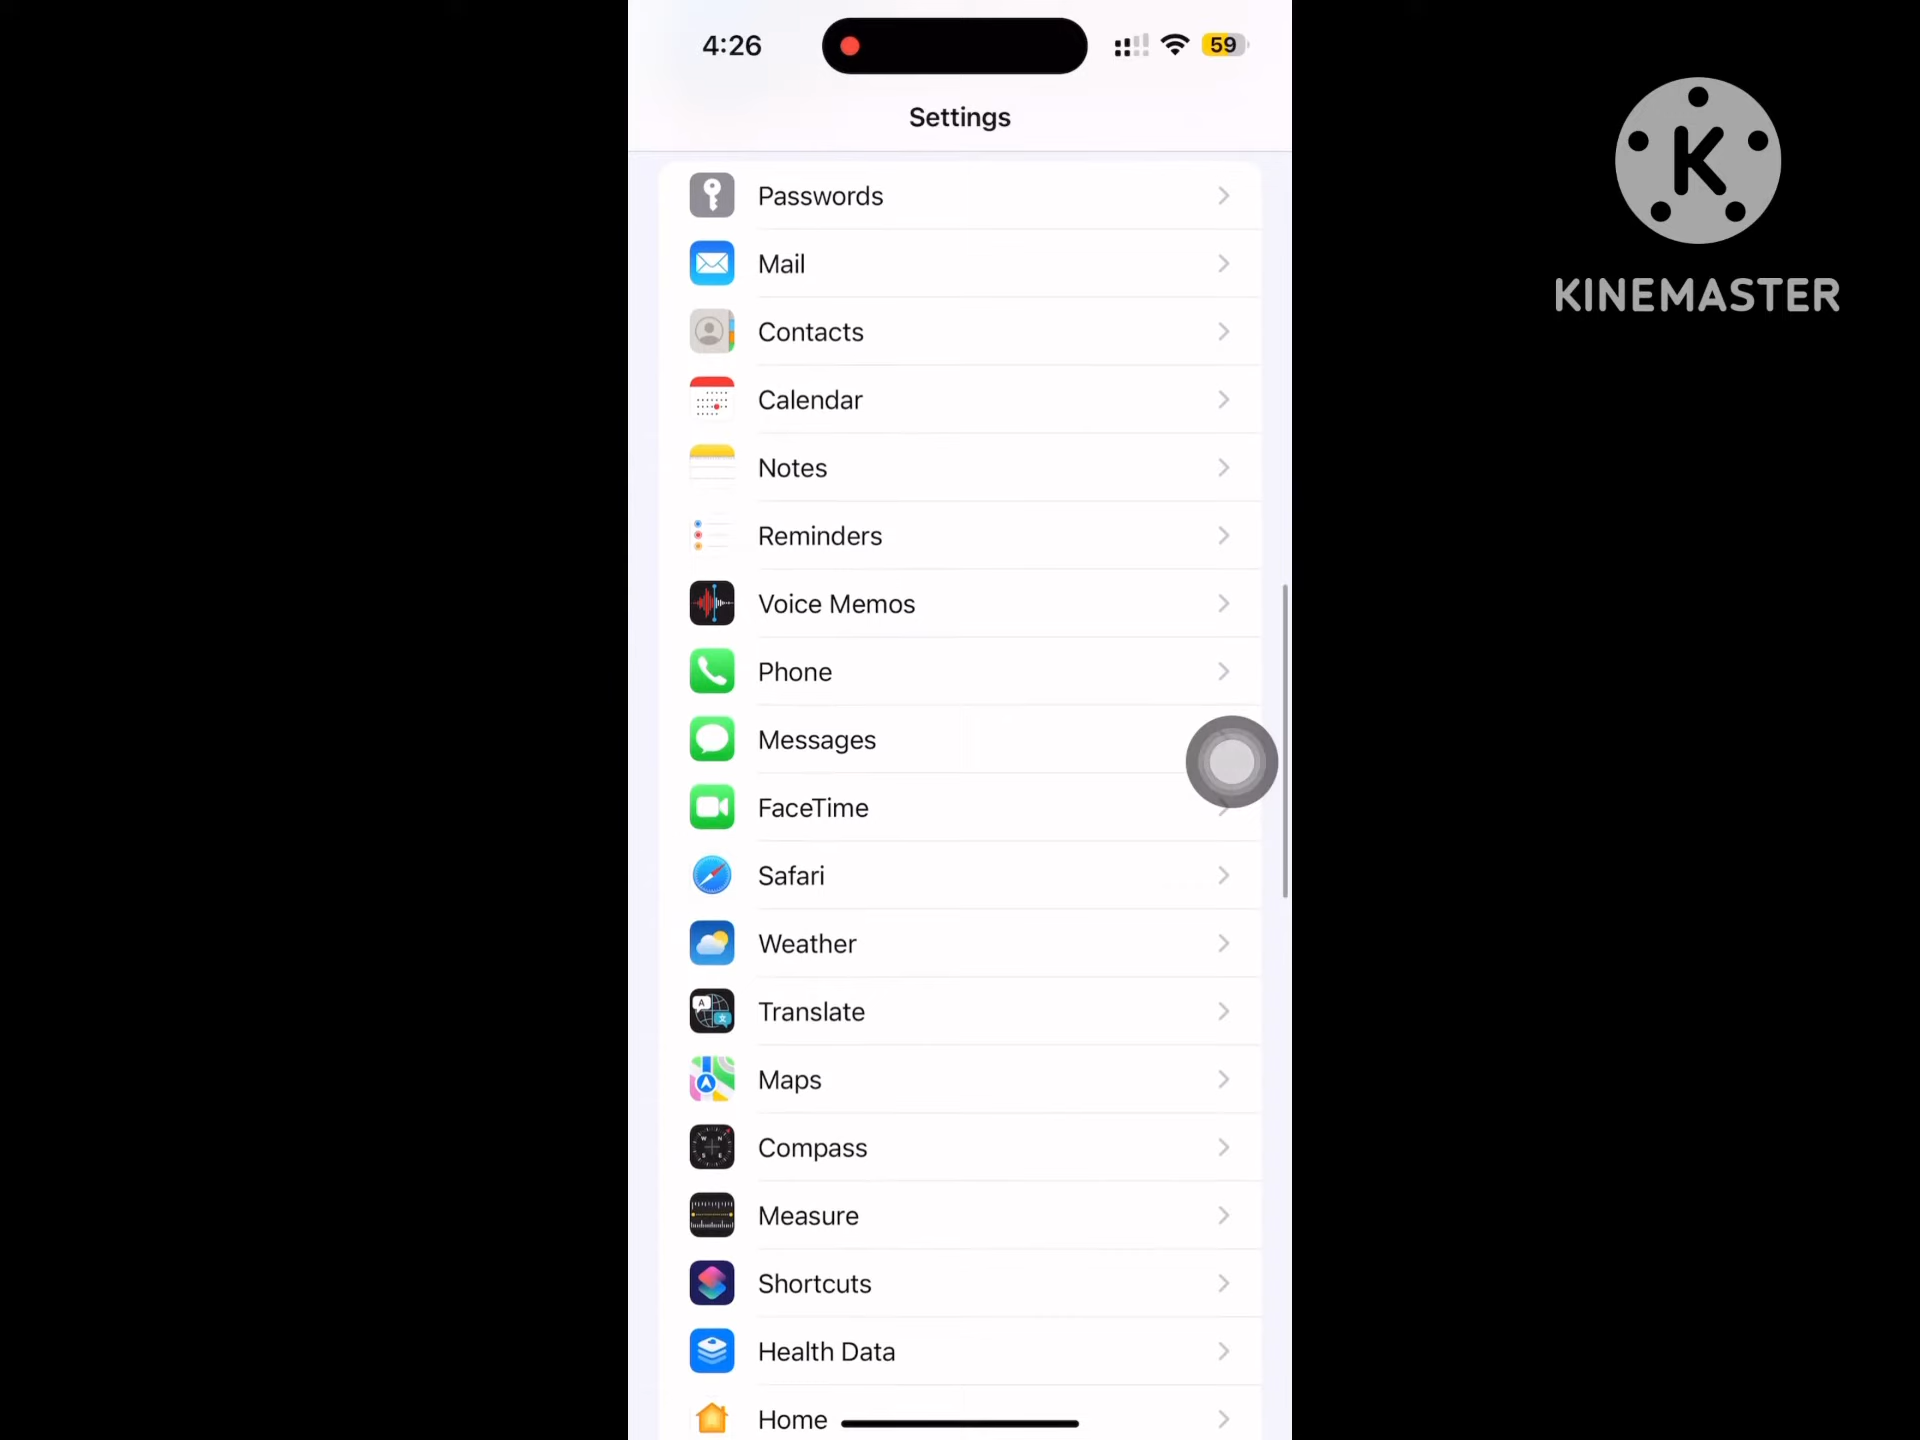 4:26
59
Settings
K
KINEMASTER
Passwords
Mail
Contacts
Calendar
Notes
Reminders
Voice Memos
Phone
Messages
FaceTime
Safari
Weather
Translate
Maps
Compass
Measure
Shortcuts
Health Data
Home